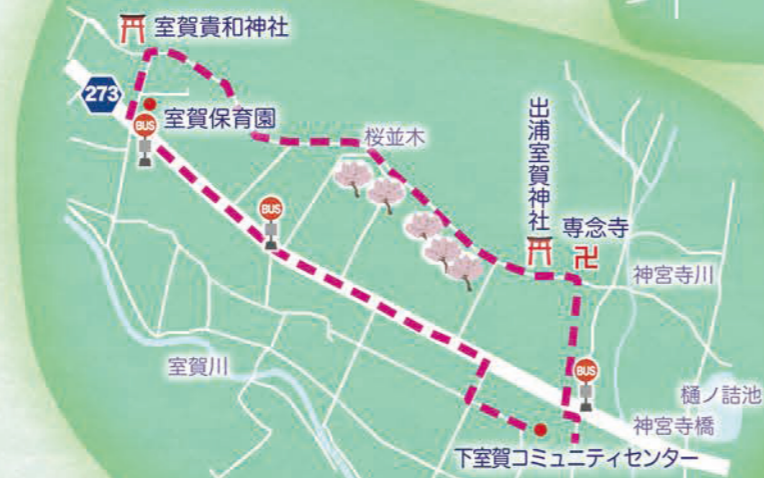 室賀貴和神社
273
BUS
室賀保育園
桜並木
出浦室賀神社
専念寺
BUS
神宮寺川
室賀川
BUS
樋ノ詰池
神宮寺橋
下室賀コミュニティセンター